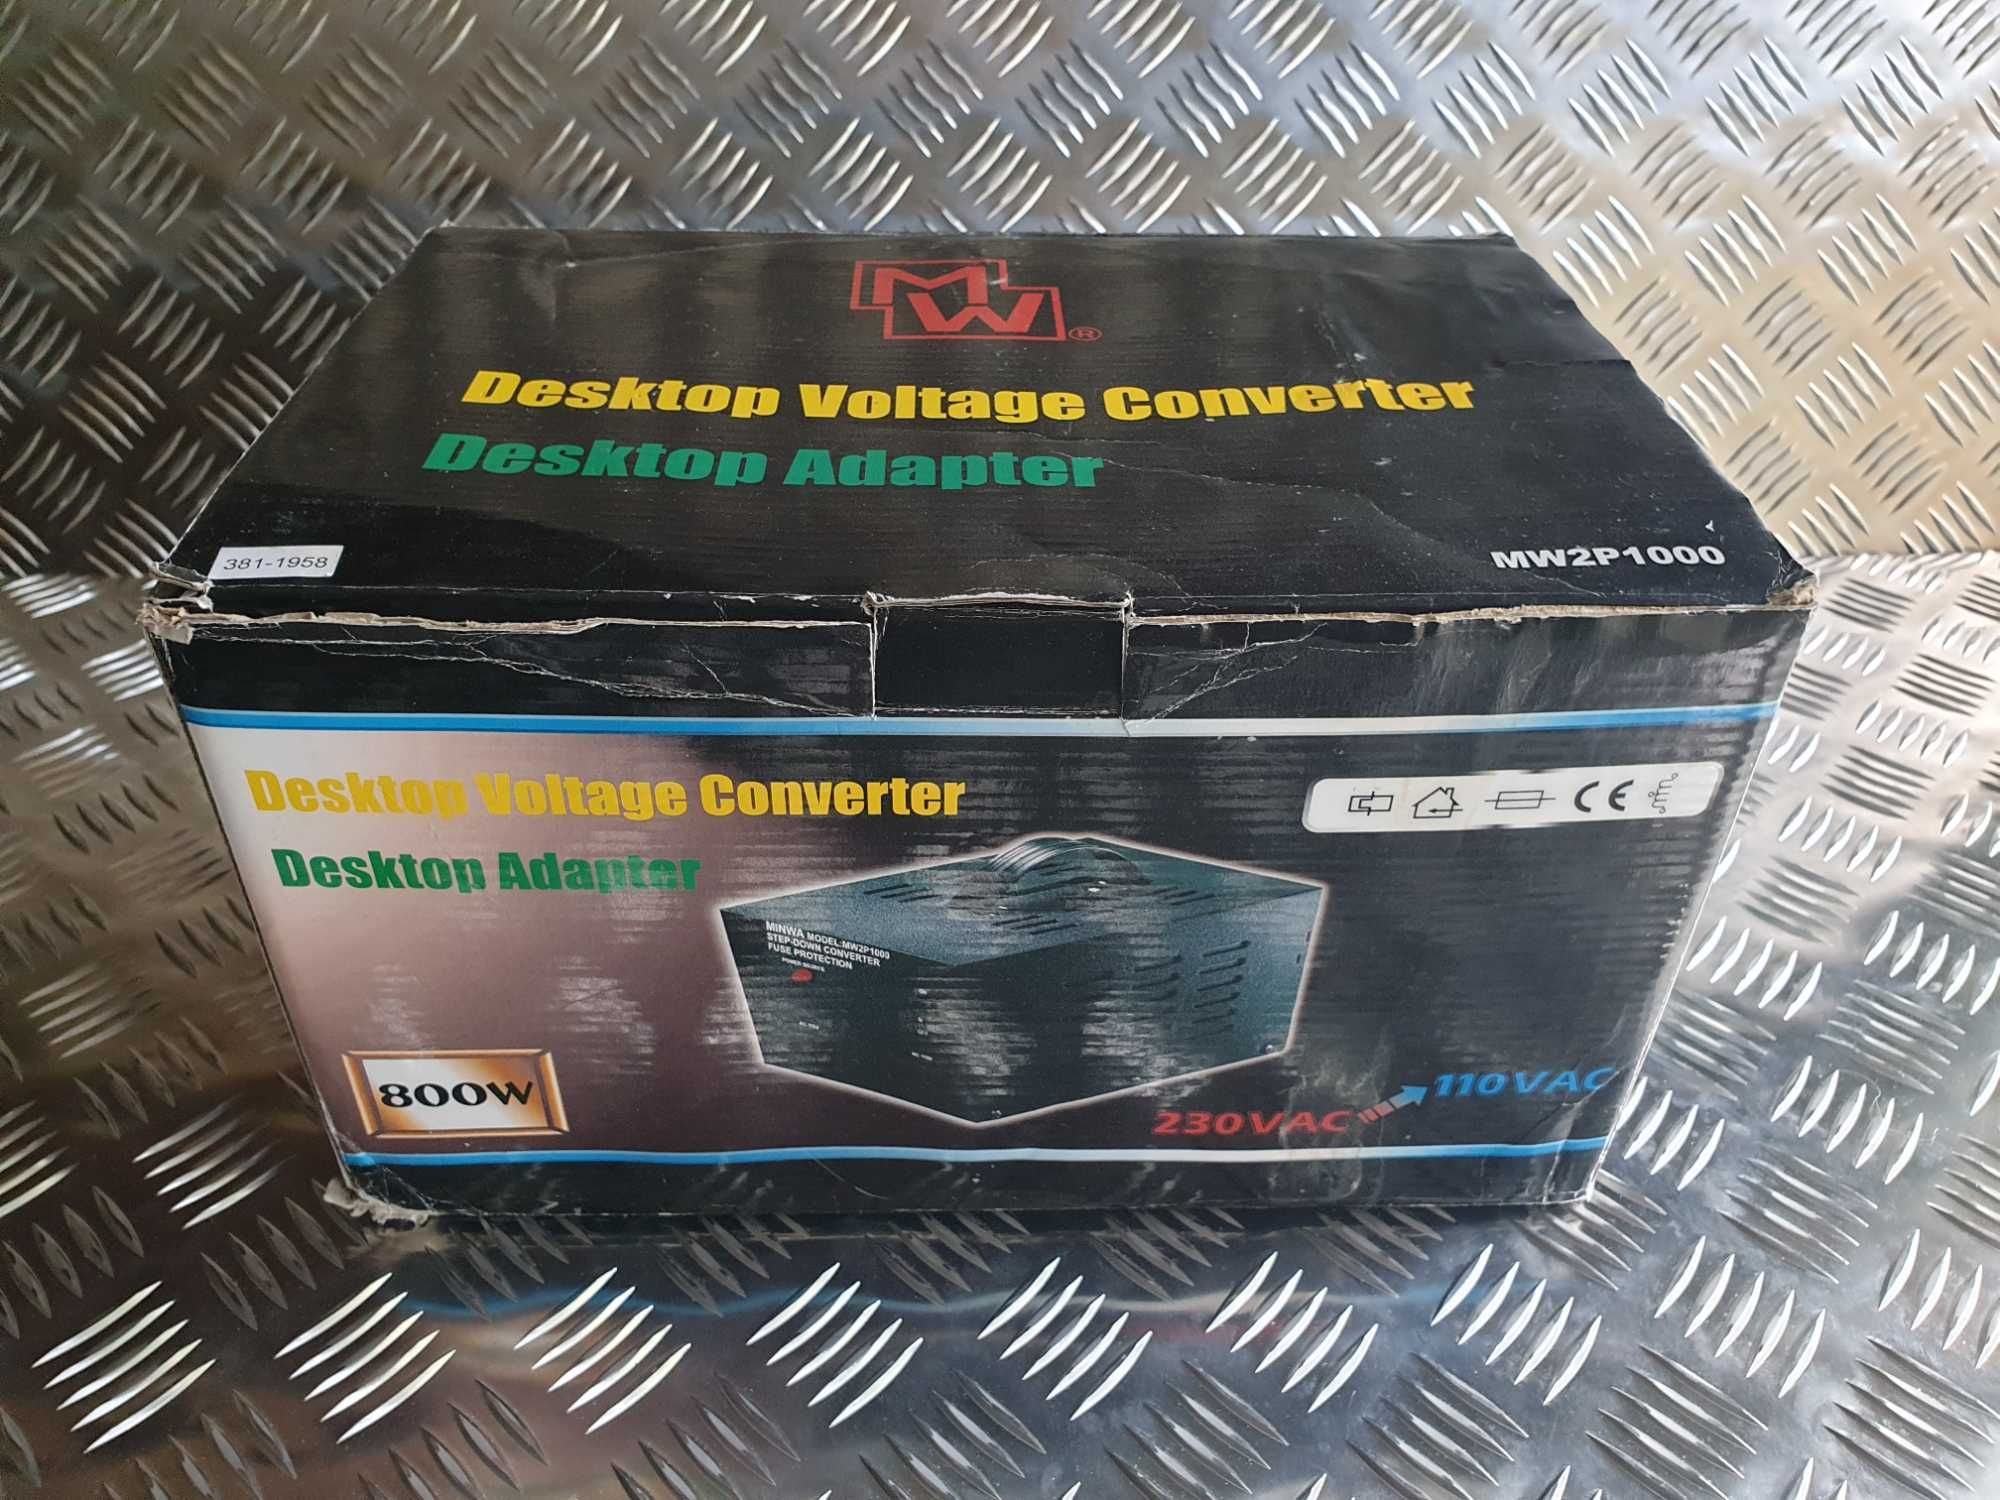 MW®
Desktop Voltage Converter
Desktop Adapter
381-1958
MW2P1000
Desktop Voltage Converter
Desktop Adapter
CE
MINWA MODEL:MW2P1000
STEP-DOWN CONVERTER
FUSE PROTECTION
800W
230VAC
110VAC